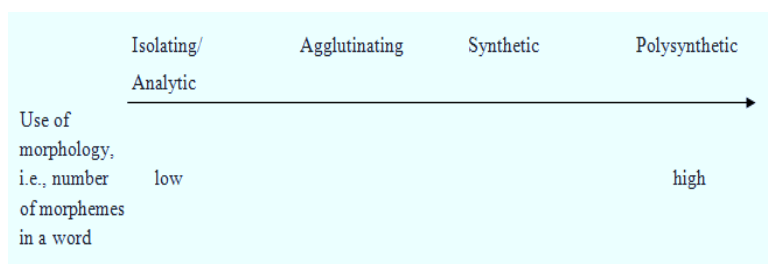 Isolating/ Agglutinating Synthetic Polysynthetic
Analytic
Use of
morphology,
i.e., number low high
of morphemes
in a word